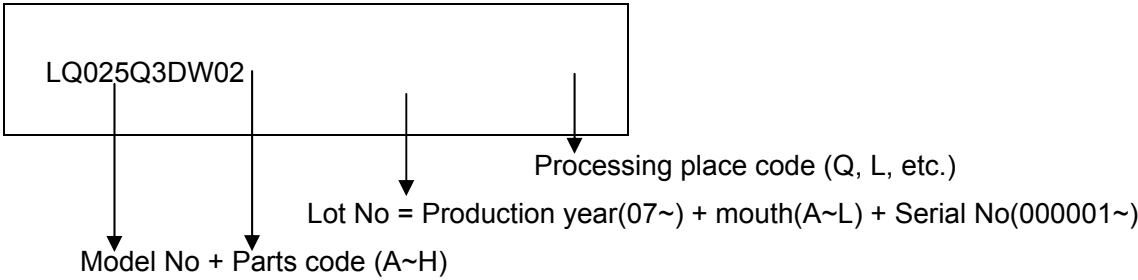 LQ025Q3DW02
Processing place code (Q, L, etc.)
Lot No = Production year(07~) + mouth(A~L) + Serial No(000001~)
Model No + Parts code (A~H)